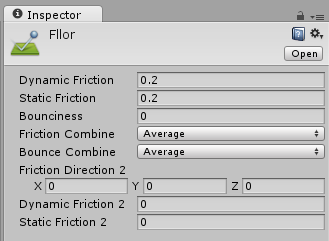 Inspector
Fllor
Open
Dynamic Friction 0.2
Static Friction 0.2
Bounciness 0
Friction Combine Average
Bounce Combine Average
Friction Direction 2
X 0 Y 0 Z 0
Dynamic Friction 2 0
Static Friction 2 0